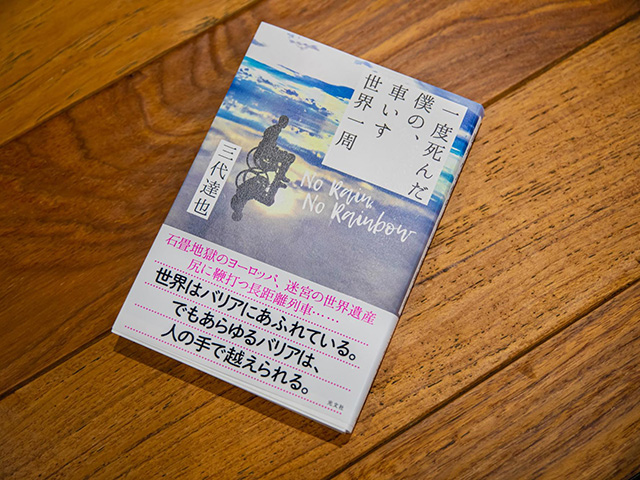 一度死んだ
僕の、
車いす
世界一周
三代達也
No Rain,
No Rainbow
石畳地獄のヨーロッパ、迷宮の世界遺産
尻に鞭打つ長距離列車……
世界はバリアにあふれている。
でもあらゆるバリアは、
人の手で越えられる。
光文社